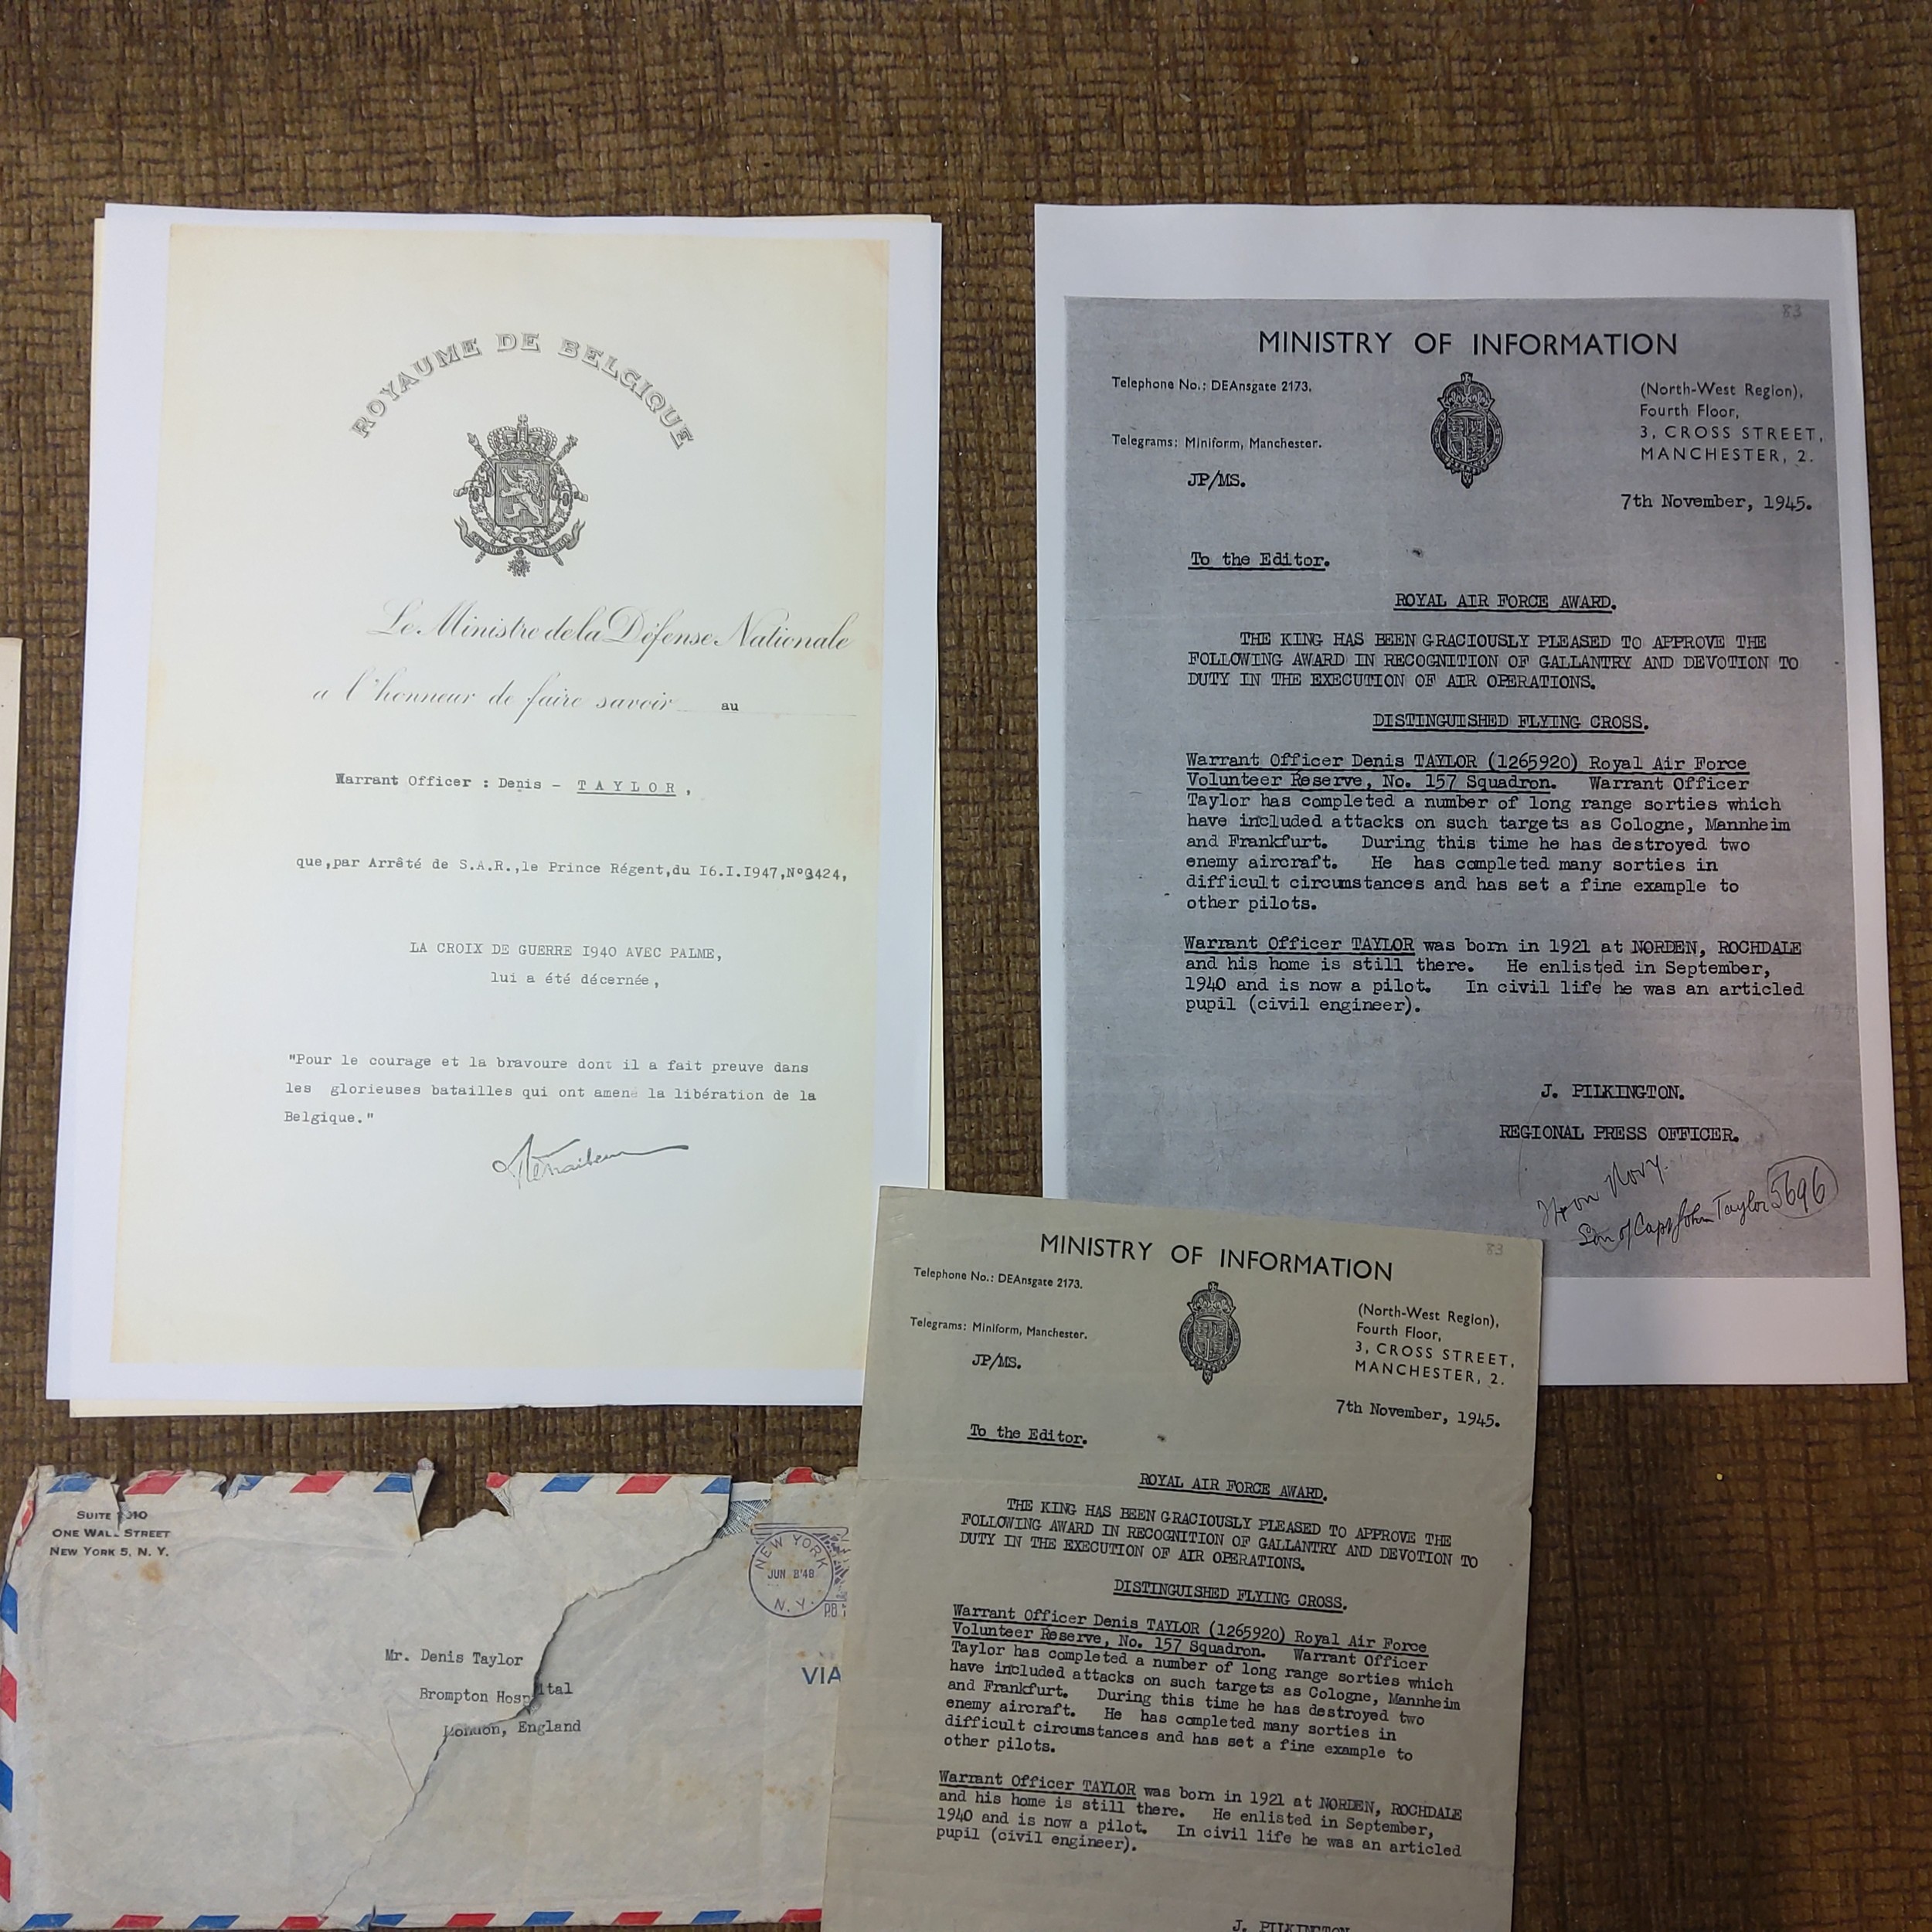 ROYAUME DE BELGIQUE
Le Ministre de la Défense Nationale
a l'honneur de faire savoir au
Warrant Officer : Denis - TAYLOR,
que,par Arrêté de S.A.R.,le Prince Régent,du I6.I.I947,N°3424,
LA CROIX DE GUERRE I940 AVEC PALME,
lui a été décernée,
"Pour le courage et la bravoure dont il a fait preuve dans
les glorieuses batailles qui ont amené la libération de la
Belgique."
83
MINISTRY OF INFORMATION
Telephone No.: DEAnsgate 2173.
Telegrams: Miniform, Manchester.
(North-West Region),
Fourth Floor,
3, CROSS STREET,
MANCHESTER, 2.
JP/MS.
7th November, 1945.
To the Editor.
ROYAL AIR FORCE AWARD.
THE KING HAS BEEN GRACIOUSLY PLEASED TO APPROVE THE
FOLLOWING AWARD IN RECOGNITION OF GALLANTRY AND DEVOTION TO
DUTY IN THE EXECUTION OF AIR OPERATIONS.
DISTINGUISHED FLYING CROSS.
Warrant Officer Denis TAYLOR (1265920) Royal Air Force
Volunteer Reserve, No. 157 Squadron. Warrant Officer
Taylor has completed a number of long range sorties which
have included attacks on such targets as Cologne, Mannheim
and Frankfurt. During this time he has destroyed two
enemy aircraft. He has completed many sorties in
difficult circumstances and has set a fine example to
other pilots.
Warrant Officer TAYLOR was born in 1921 at NORDEN, ROCHDALE
and his home is still there. He enlisted in September,
1940 and is now a pilot. In civil life he was an articled
pupil (civil engineer).
J. PILKINGTON.
REGIONAL PRESS OFFICER.
Son of Capt John Taylor 5696
83
MINISTRY OF INFORMATION
Telephone No.: DEAnsgate 2173.
Telegrams: Miniform, Manchester.
(North-West Region),
Fourth Floor,
3, CROSS STREET,
MANCHESTER, 2.
JP/MS.
7th November, 1945.
To the Editor.
ROYAL AIR FORCE AWARD.
THE KING HAS BEEN GRACIOUSLY PLEASED TO APPROVE THE
FOLLOWING AWARD IN RECOGNITION OF GALLANTRY AND DEVOTION TO
DUTY IN THE EXECUTION OF AIR OPERATIONS.
DISTINGUISHED FLYING CROSS.
Warrant Officer Denis TAYLOR (1265920) Royal Air Force
Volunteer Reserve, No. 157 Squadron. Warrant Officer
Taylor has completed a number of long range sorties which
have included attacks on such targets as Cologne, Mannheim
and Frankfurt. During this time he has destroyed two
enemy aircraft. He has completed many sorties in
difficult circumstances and has set a fine example to
other pilots.
Warrant Officer TAYLOR was born in 1921 at NORDEN, ROCHDALE
and his home is still there. He enlisted in September,
1940 and is now a pilot. In civil life he was an articled
pupil (civil engineer).
J. PILKINGTON
SUITE
ONE WALL STREET
NEW YORK 5, N. Y.
NEW YORK
JUN 8 '48
N. Y.
VIA
Mr. Denis Taylor
Brompton Hospital
London, England